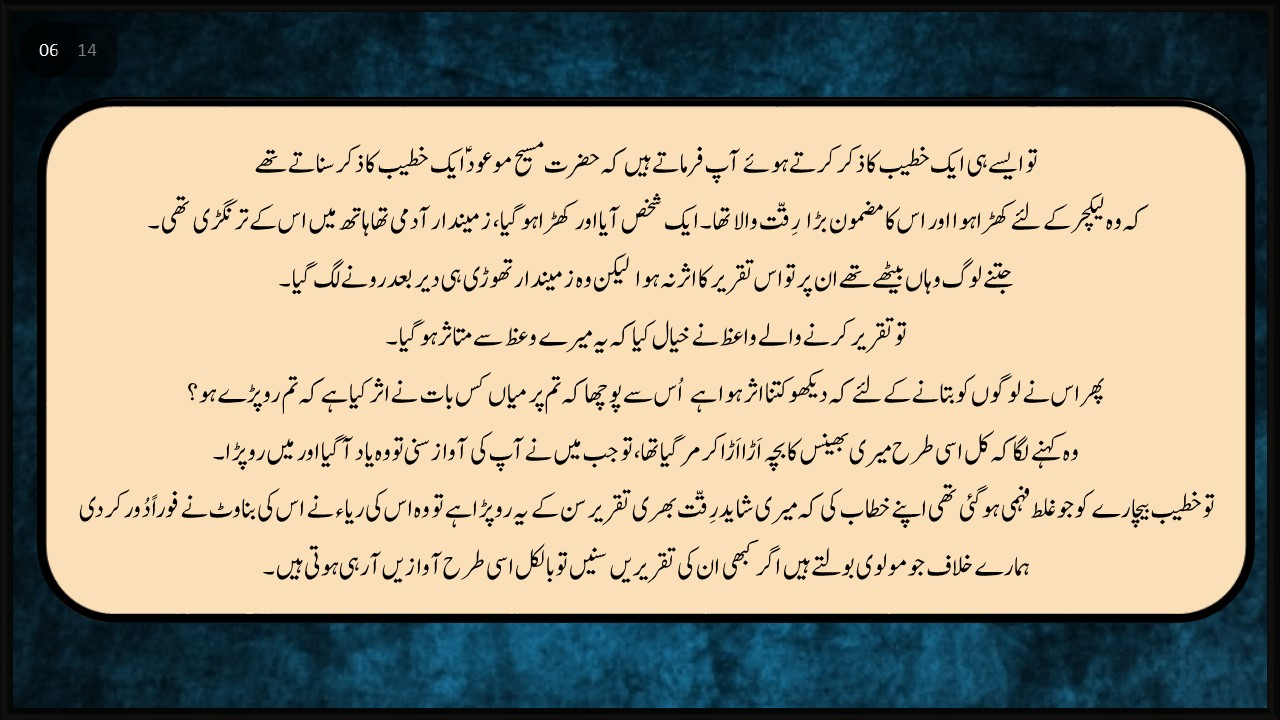 06 14
تو ایسے ہی ایک خطیب کا ذکر کرتے ہوئے آپ فرماتے ہیں کہ حضرت مسیح موعودؑ ایک خطیب کا ذکر سناتے تھے
کہ وہ لیکچر کے لئے کھڑا ہوا اور اس کا مضمون بڑا رِقّت والا تھا۔ ایک شخص آیا اور کھڑا ہو گیا، زمیندار آدمی تھا ہاتھ میں اس کے ترنگڑی تھی۔
جتنے لوگ وہاں بیٹھے تھے ان پر تو اس تقریر کا اثر نہ ہوا لیکن وہ زمیندار تھوڑی ہی دیر بعد رونے لگ گیا۔
تو تقریر کرنے والے واعظ نے خیال کیا کہ یہ میرے وعظ سے متاثر ہو گیا۔
پھر اس نے لوگوں کو بتانے کے لئے کہ دیکھو کتنا اثر ہوا ہے اُس سے پوچھا کہ تم پر میاں کس بات نے اثر کیا ہے کہ تم رو پڑے ہو؟
وہ کہنے لگا کہ کل اسی طرح میری بھینس کا بچہ اَڑا اَڑا کر مر گیا تھا، تو جب میں نے آپ کی آواز سنی تو وہ یاد آ گیا اور میں رو پڑا۔
تو خطیب بیچارے کو جو غلط فہمی ہو گئی تھی اپنے خطاب کی کہ میری شاید رِقّت بھری تقریر سن کے یہ رو پڑا ہے تو وہ اس کی ریاء نے اس کی بناوٹ نے فوراً دُور کر دی
ہمارے خلاف جو مولوی بولتے ہیں اگر کبھی ان کی تقریریں سنیں تو بالکل اسی طرح آوازیں آ رہی ہوتی ہیں۔